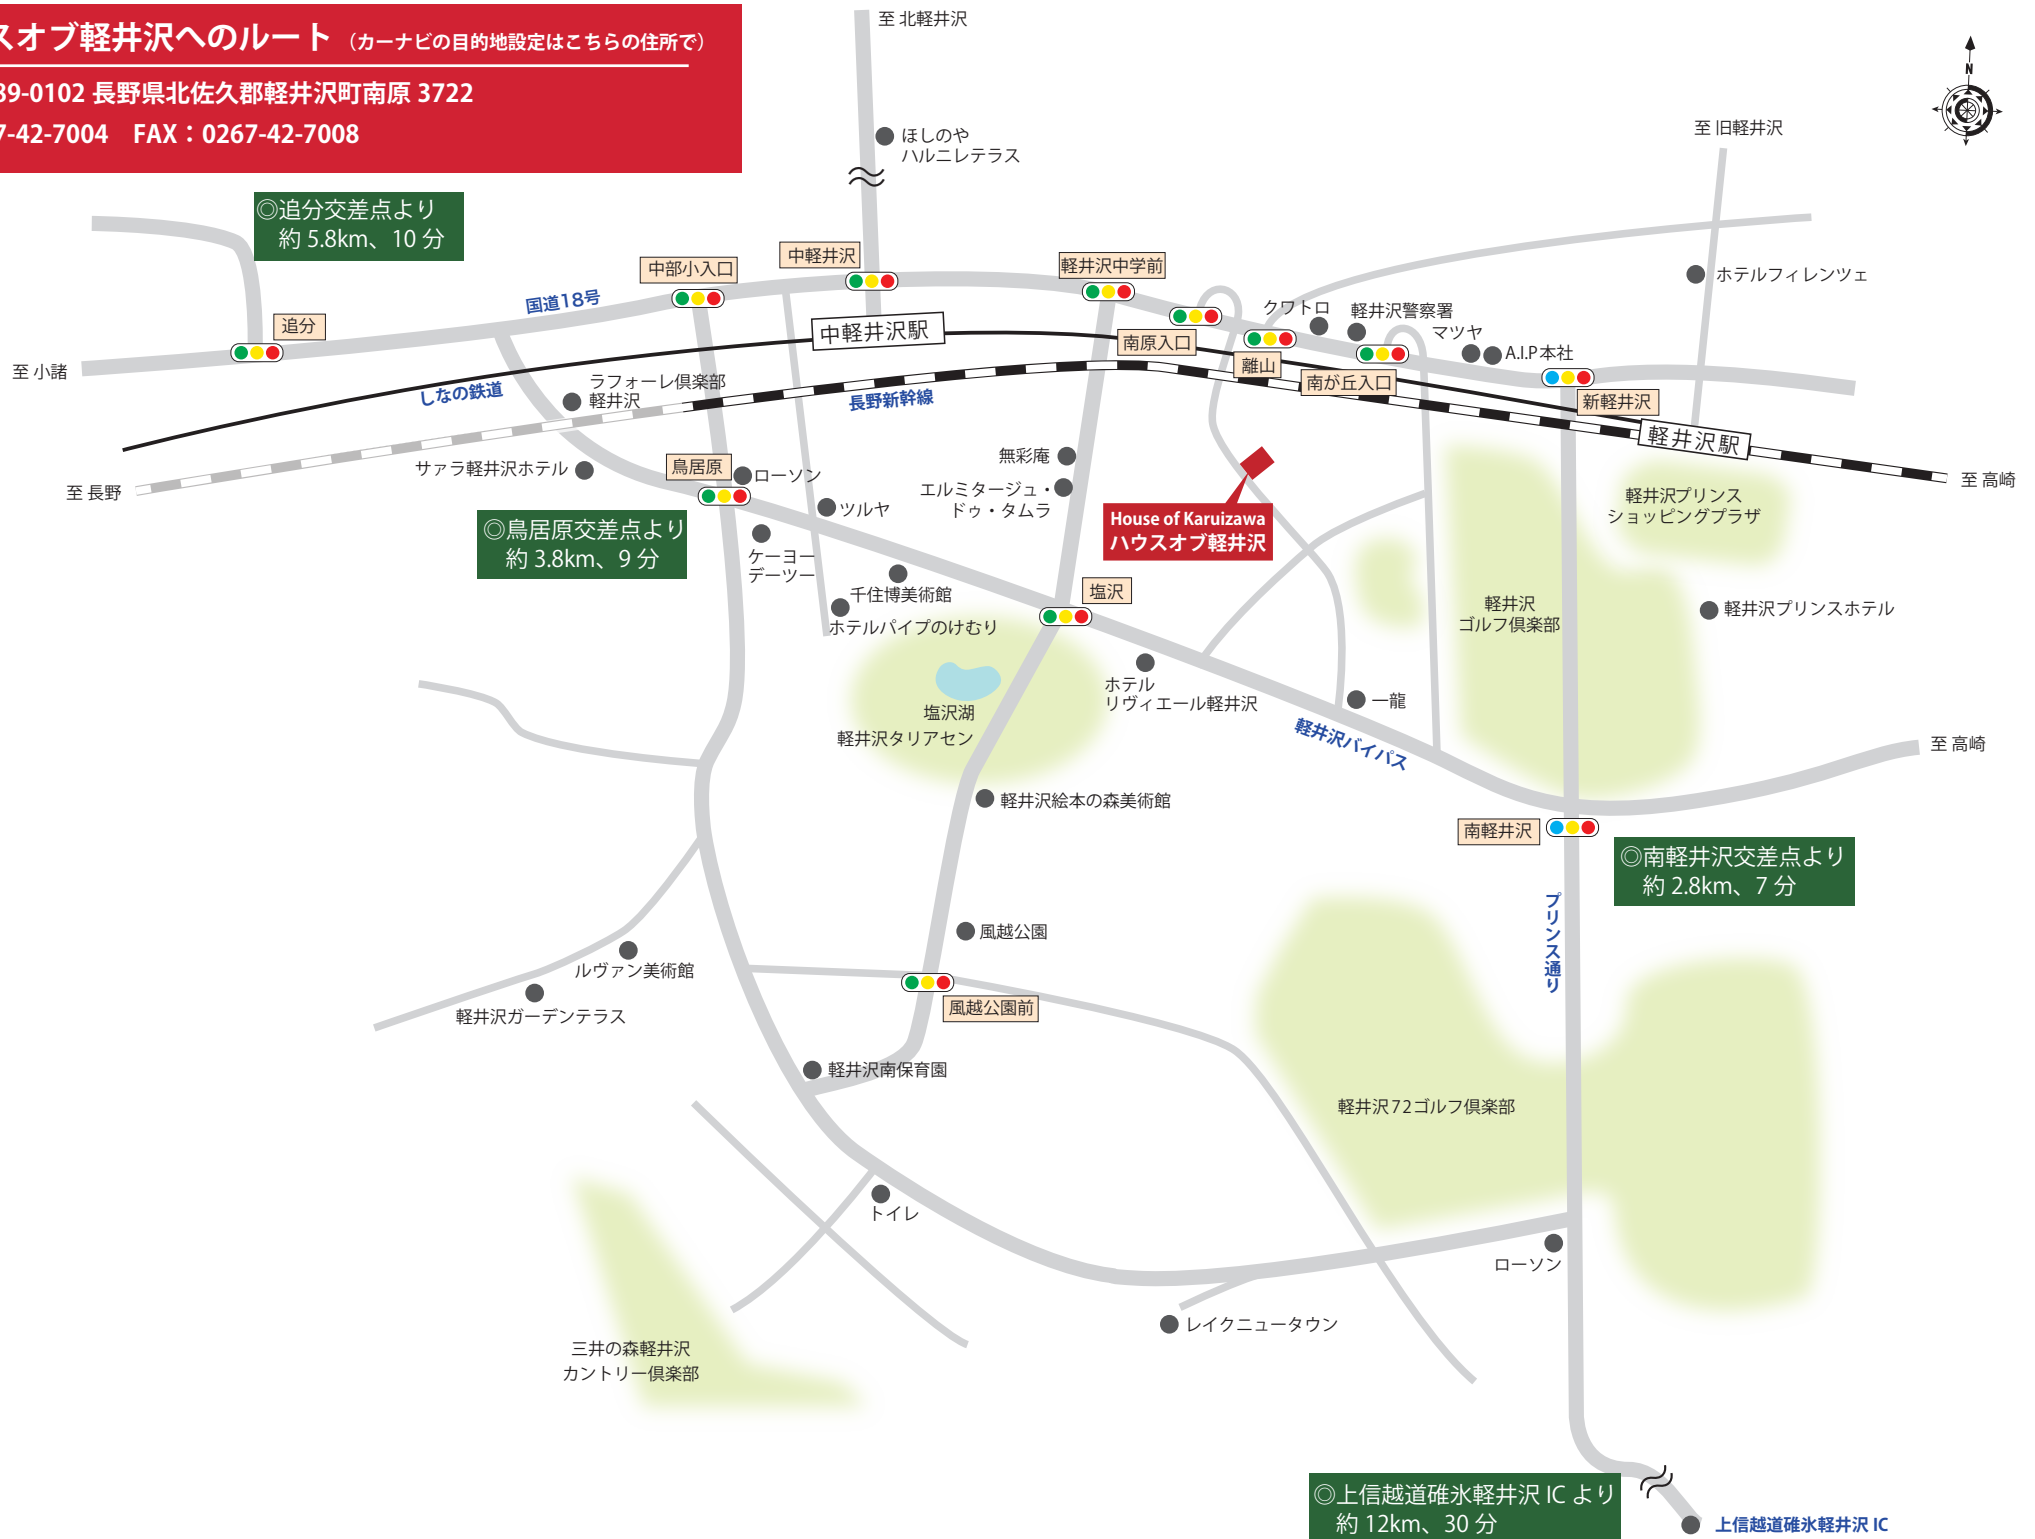 スオブ軽井沢へのルート（カーナビの目的地設定はこちらの住所で）
89-0102 長野県北佐久郡軽井沢町南原 3722
7-42-7004　FAX：0267-42-7008
至 北軽井沢
N
ほしのや
ハルニレテラス
至 旧軽井沢
◎追分交差点より
約 5.8km、10 分
中部小入口
中軽井沢
軽井沢中学前
ホテルフィレンツェ
国道18号
追分
中軽井沢駅
クワトロ
軽井沢警察署
マツヤ
A.I.P本社
南原入口
離山
南が丘入口
新軽井沢
至 小諸
しなの鉄道
ラフォーレ倶楽部
軽井沢
長野新幹線
軽井沢駅
至 高崎
サァラ軽井沢ホテル
至 長野
鳥居原
ローソン
無彩庵
エルミタージュ・
ドゥ・タムラ
ツルヤ
House of Karuizawa
ハウスオブ軽井沢
軽井沢プリンス
ショッピングプラザ
◎鳥居原交差点より
約 3.8km、9 分
ケーヨー
デーツー
千住博美術館
ホテルパイプのけむり
塩沢
軽井沢
ゴルフ倶楽部
軽井沢プリンスホテル
塩沢湖
軽井沢タリアセン
ホテル
リヴィエール軽井沢
一龍
軽井沢バイパス
至 高崎
軽井沢絵本の森美術館
南軽井沢
◎南軽井沢交差点より
約 2.8km、7 分
プリンス通り
風越公園
ルヴァン美術館
軽井沢ガーデンテラス
風越公園前
軽井沢南保育園
軽井沢72ゴルフ倶楽部
トイレ
ローソン
レイクニュータウン
三井の森軽井沢
カントリー倶楽部
◎上信越道碓氷軽井沢 IC より
約 12km、30 分
上信越道碓氷軽井沢 IC